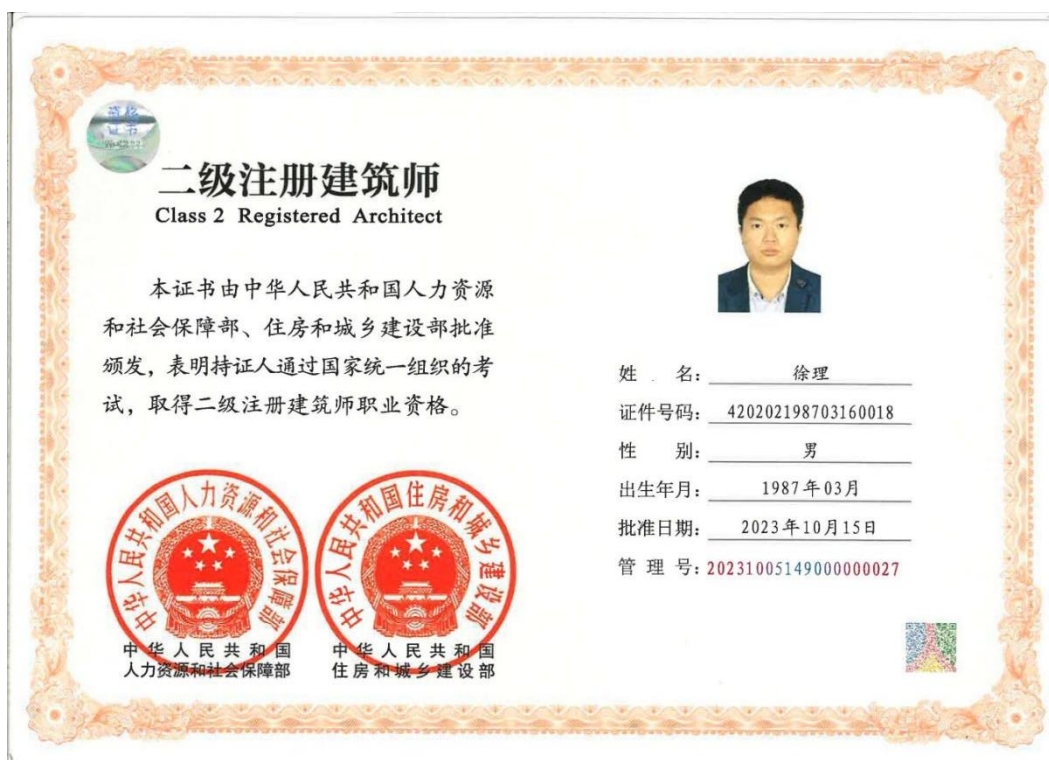 资格
证书
二级注册建筑师
Class 2 Registered Architect
本证书由中华人民共和国人力资源
和社会保障部、住房和城乡建设部批准
颁发，表明持证人通过国家统一组织的考
试，取得二级注册建筑师职业资格。
中华人民共和国人力资源和社会保障部
中华人民共和国
人力资源和社会保障部
中华人民共和国住房和城乡建设部
中华人民共和国
住房和城乡建设部
姓 名：徐理
证件号码：420202198703160018
性 别：男
出生年月：1987年03月
批准日期：2023年10月15日
管 理 号：20231005149000000027